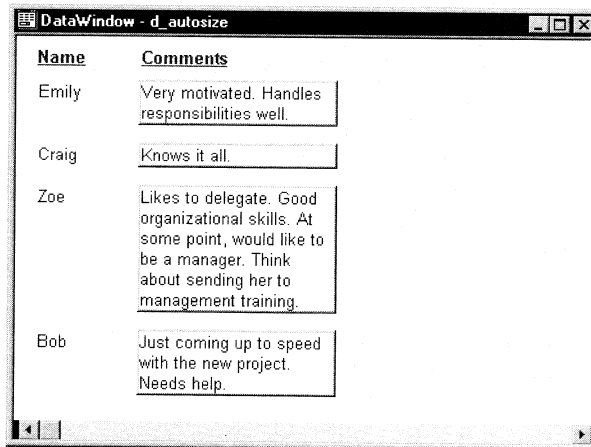 DataWindow - d_autosize
Name Comments
Emily Very motivated. Handles
responsibilities well.
Craig Knows it all.
Zoe Likes to delegate. Good
organizational skills. At
some point, would like to
be a manager. Think
about sending her to
management training.
Bob Just coming up to speed
with the new project.
Needs help.